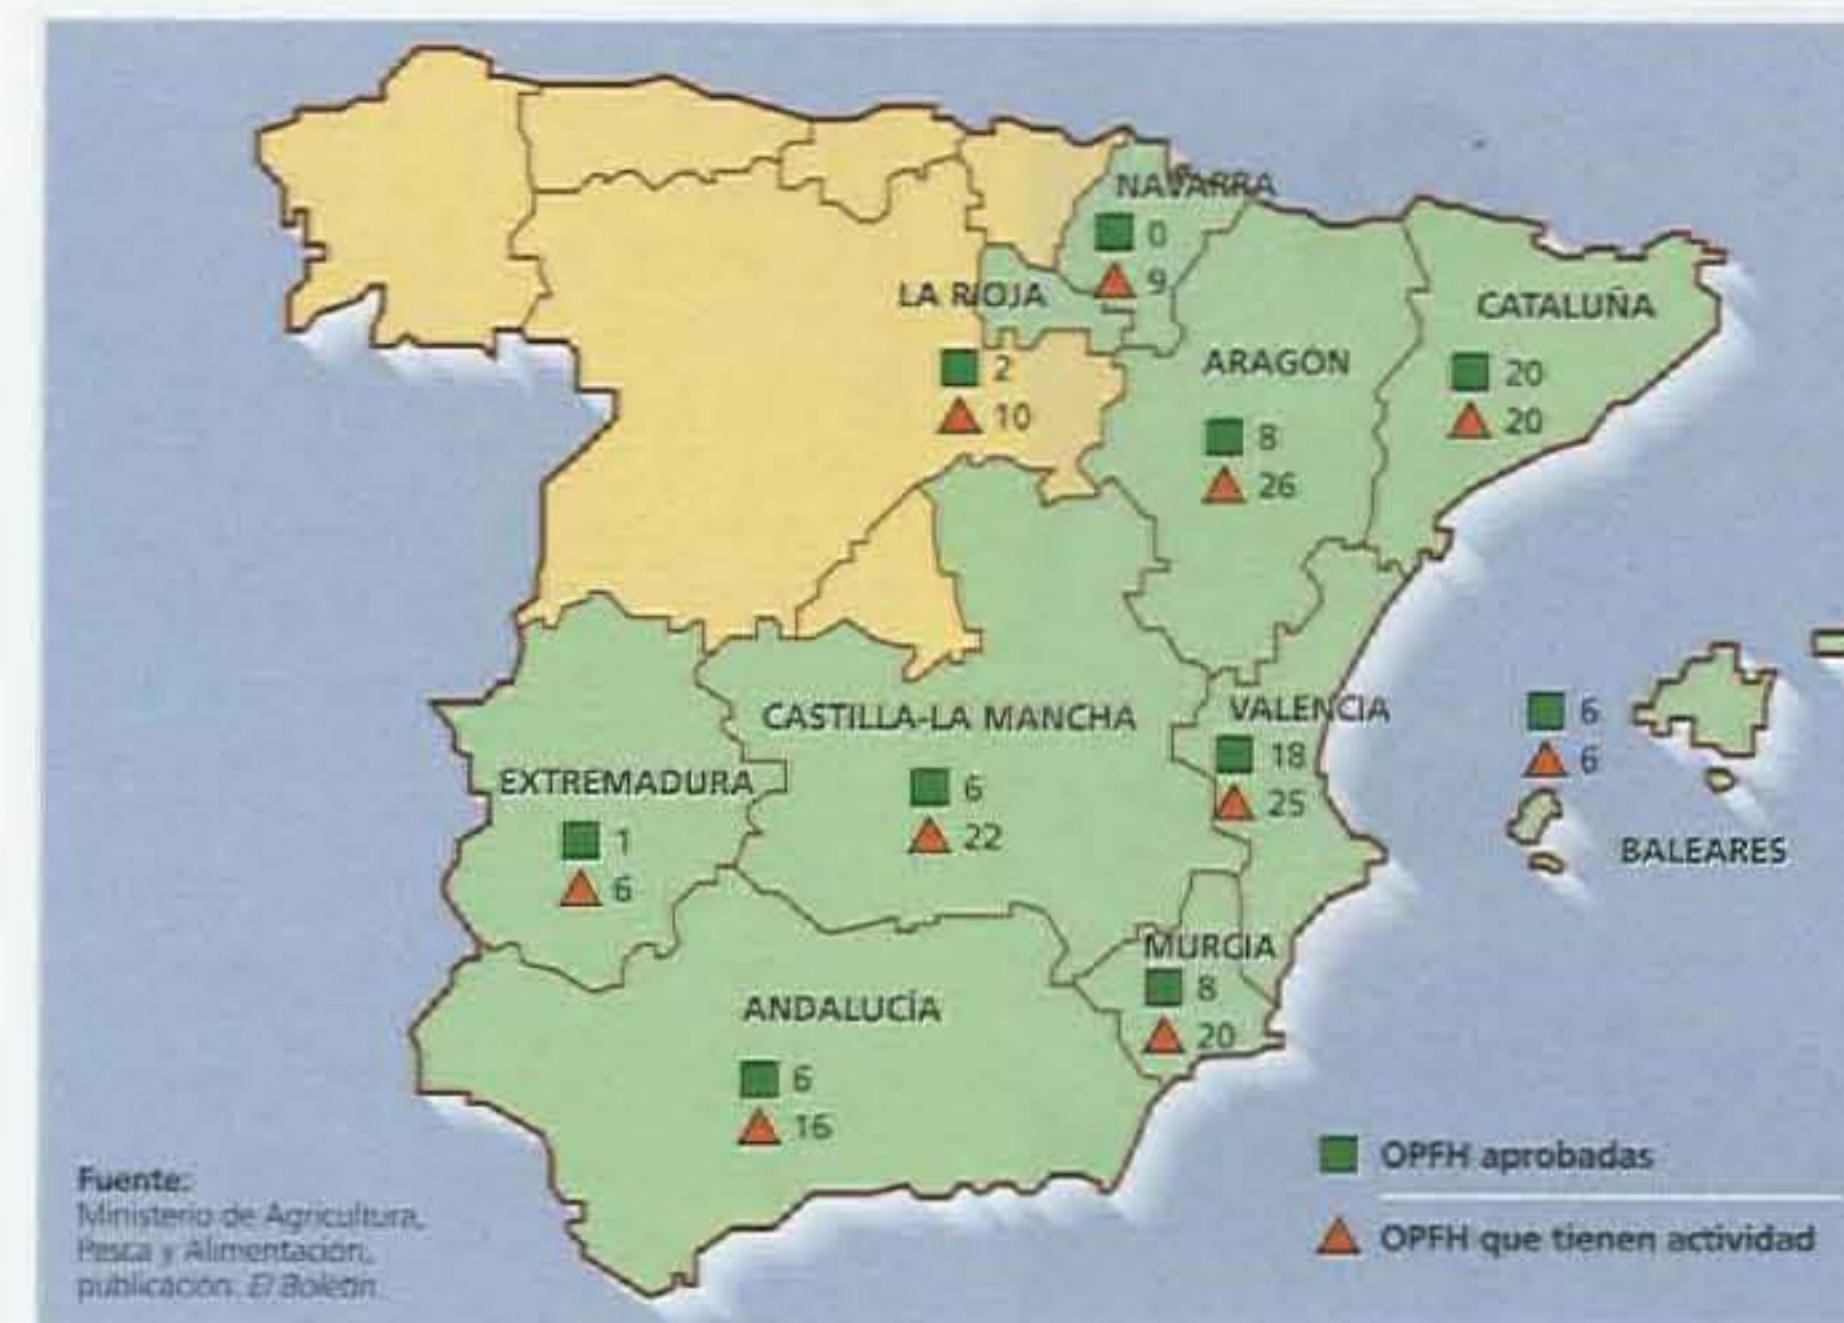 NAVARRA
0
9
LA RIOJA
2
10
ARAGÓN
8
26
CATALUÑA
20
20
CASTILLA-LA MANCHA
6
22
VALENCIA
18
25
6
6
BALEARES
EXTREMADURA
1
6
MURCIA
8
20
ANDALUCÍA
6
16
OPFH aprobadas
OPFH que tienen actividad
Fuente:
Ministerio de Agricultura,
Pesca y Alimentación,
publicación: El Boletín.